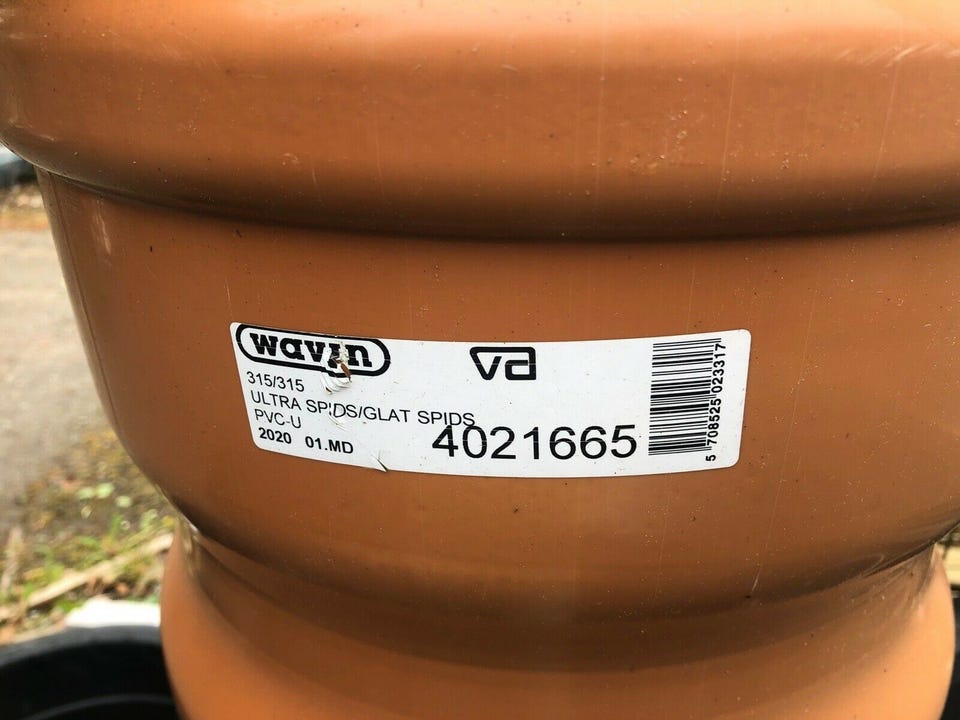 wavin
va
315/315
ULTRA SPIDS/GLAT SPIDS
PVC-U
2020 01.MD
4021665
5 708525 023317